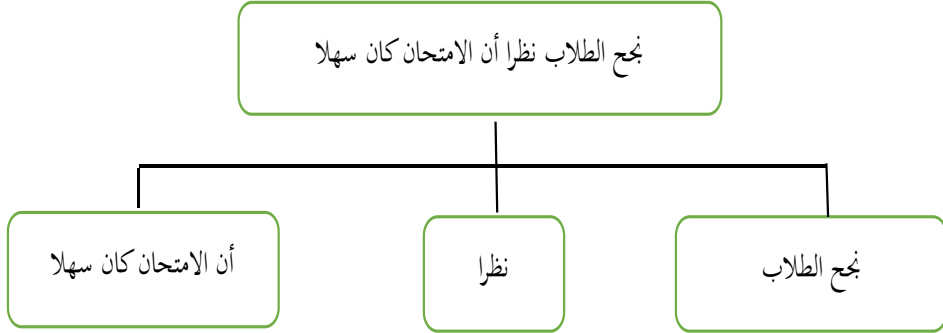 نجح الطلاب نظرا أن الامتحان كان سهلا
نجح الطلاب
نظرا
أن الامتحان كان سهلا